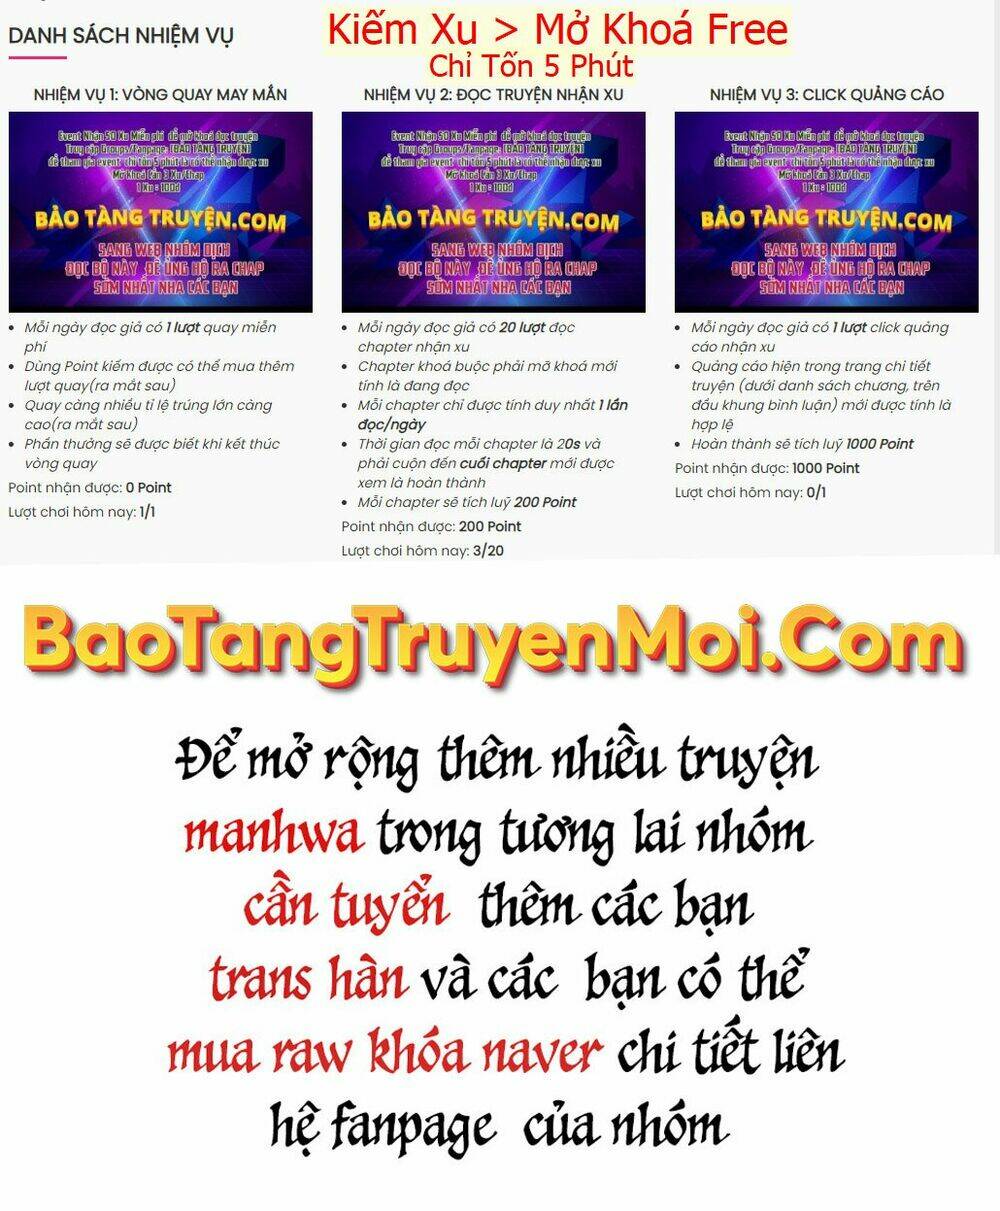 DANH SÁCH NHIỆM VỤ
Kiếm Xu > Mở Khoá Free
Chỉ Tốn 5 Phút
NHIỆM VỤ 1: VÒNG QUAY MAY MẮN
Event Nhận 50 Xu Miễn phí để mở khoá đọc truyện
Truy cập Groups/Fanpage: [BẢO TÀNG TRUYỆN]
để tham gia event chỉ tốn 5 phút là có thể nhận được xu
Mở khoá cần 3 Xu/Chap
1 Xu = 100đ
BẢO TÀNG TRUYỆN.COM
SANG WEB NHÓM DỊCH
ĐỌC BỘ NÀY ĐỂ ỦNG HỘ RA CHAP
SỚM NHẤT NHA CÁC BẠN
• Mỗi ngày đọc giả có 1 lượt quay miễn
phí
• Dùng Point kiếm được có thể mua thêm
lượt quay(ra mắt sau)
• Quay càng nhiều tỉ lệ trúng lớn càng
cao(ra mắt sau)
• Phần thưởng sẽ được biết khi kết thúc
vòng quay
Point nhận được: 0 Point
Lượt chơi hôm nay: 1/1
NHIỆM VỤ 2: ĐỌC TRUYỆN NHẬN XU
Event Nhận 50 Xu Miễn phí để mở khoá đọc truyện
Truy cập Groups/Fanpage: [BẢO TÀNG TRUYỆN]
để tham gia event chỉ tốn 5 phút là có thể nhận được xu
Mở khoá cần 3 Xu/Chap
1 Xu = 100đ
BẢO TÀNG TRUYỆN.COM
SANG WEB NHÓM DỊCH
ĐỌC BỘ NÀY ĐỂ ỦNG HỘ RA CHAP
SỚM NHẤT NHA CÁC BẠN
• Mỗi ngày đọc giả có 20 lượt đọc
chapter nhận xu
• Chapter khoá buộc phải mỡ khoá mới
tính là đang đọc
• Mỗi chapter chỉ được tính duy nhất 1 lần
đọc/ngày
• Thời gian đọc mỗi chapter là 20s và
phải cuộn đến cuối chapter mới được
xem là hoàn thành
• Mỗi chapter sẽ tích luỹ 200 Point
Point nhận được: 200 Point
Lượt chơi hôm nay: 3/20
NHIỆM VỤ 3: CLICK QUẢNG CÁO
Event Nhận 50 Xu Miễn phí để mở khoá đọc truyện
Truy cập Groups/Fanpage: [BẢO TÀNG TRUYỆN]
để tham gia event chỉ tốn 5 phút là có thể nhận được xu
Mở khoá cần 3 Xu/Chap
1 Xu = 100đ
BẢO TÀNG TRUYỆN.COM
SANG WEB NHÓM DỊCH
ĐỌC BỘ NÀY ĐỂ ỦNG HỘ RA CHAP
SỚM NHẤT NHA CÁC BẠN
• Mỗi ngày đọc giả có 1 lượt click quảng
cáo nhận xu
• Quảng cáo hiện trong trang chi tiết
truyện (dưới danh sách chương, trên
đầu khung bình luận) mới được tính là
hợp lệ
• Hoàn thành sẽ tích luỹ 1000 Point
Point nhận được: 1000 Point
Lượt chơi hôm nay: 0/1
BaoTangTruyenMoi.Com
Để mở rộng thêm nhiều truyện
manhwa trong tương lai nhóm
cần tuyển thêm các bạn
trans hàn và các bạn có thể
mua raw khóa naver chi tiết liên
hệ fanpage của nhóm